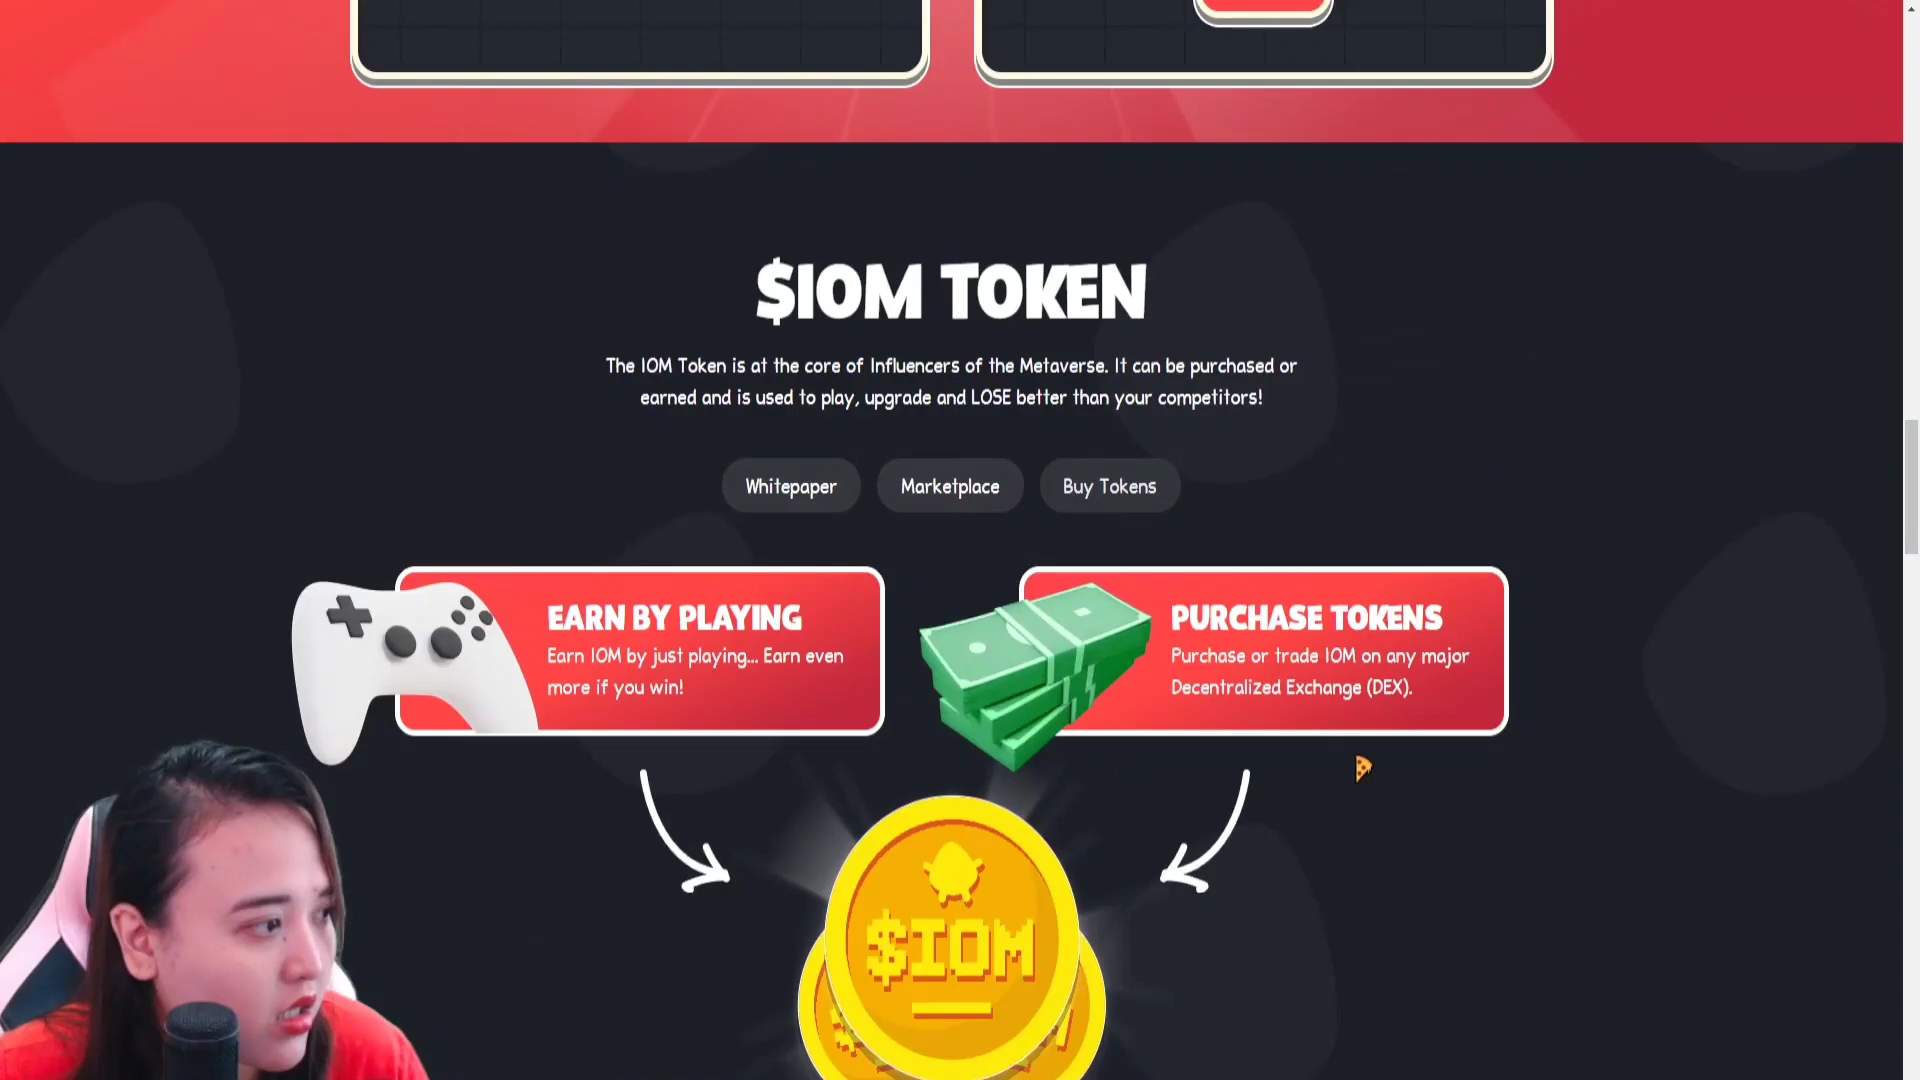 $IOM TOKEN
The IOM Token is at the core of Influencers of the Metaverse. It can be purchased or
earned and is used to play, upgrade and LOSE better than your competitors!
Whitepaper
Marketplace
Buy Tokens
EARN BY PLAYING
Earn IOM by just playing... Earn even
more if you win!
PURCHASE TOKENS
Purchase or trade IOM on any major
Decentralized Exchange (DEX).
$IOM